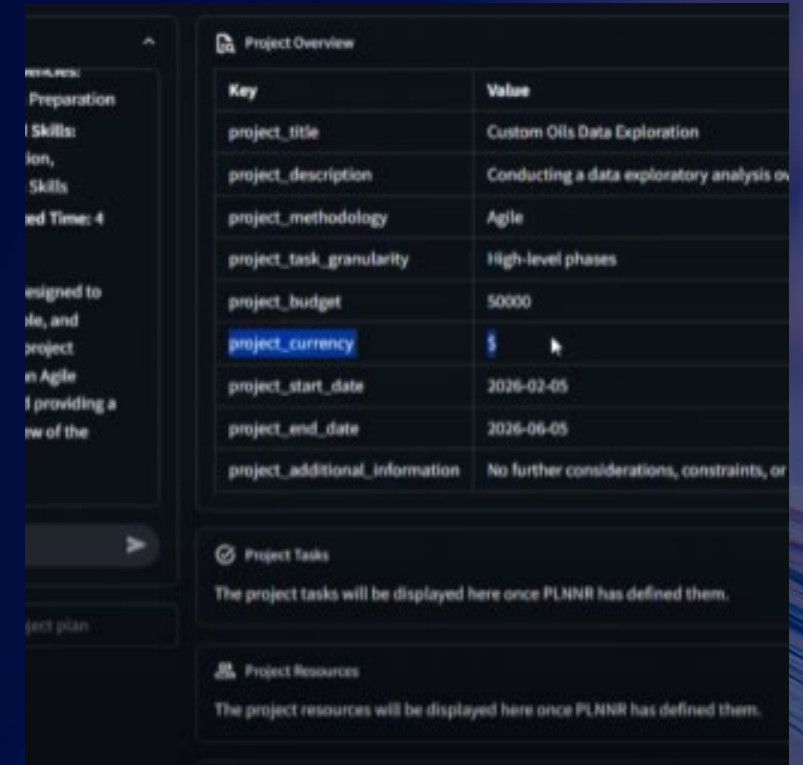 encies:
Preparation
Skills:
ion,
Skills
ed Time: 4
esigned to
le, and
project
n Agile
providing a
ew of the
ject plan
Project Overview
Key Value
project_title Custom Oils Data Exploration
project_description Conducting a data exploratory analysis ov
project_methodology Agile
project_task_granularity High-level phases
project_budget 50000
project_currency $
project_start_date 2026-02-05
project_end_date 2026-06-05
project_additional_information No further considerations, constraints, or
Project Tasks
The project tasks will be displayed here once PLNNR has defined them.
Project Resources
The project resources will be displayed here once PLNNR has defined them.